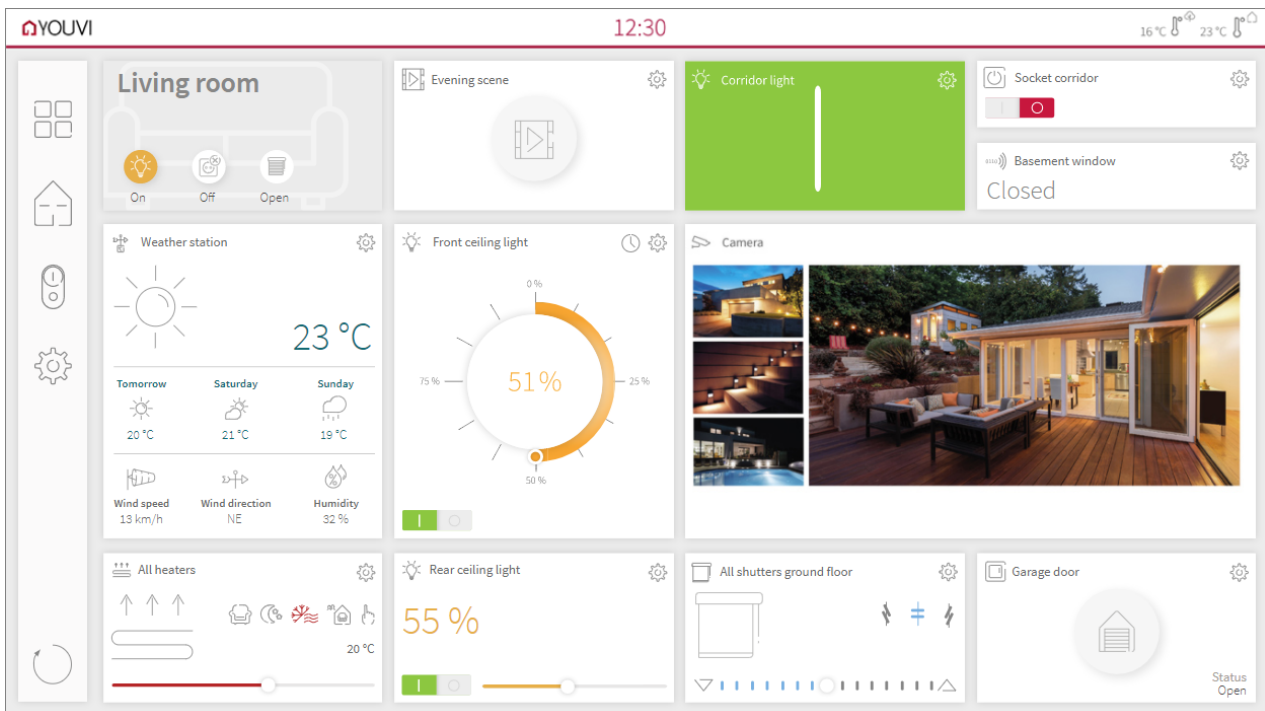 YOUVI
12:30
16 °C 23 °C
Living room
On Off Open
Evening scene
Corridor light
Socket corridor
Basement window
Closed
Weather station
23 °C
Tomorrow Saturday Sunday
20 °C 21 °C 19 °C
Wind speed Wind direction Humidity
13 km/h NE 32 %
Front ceiling light
0 %
75 % 51 % 25 %
50 %
Camera
All heaters
20 °C
Rear ceiling light
55 %
All shutters ground floor
Garage door
Status
Open